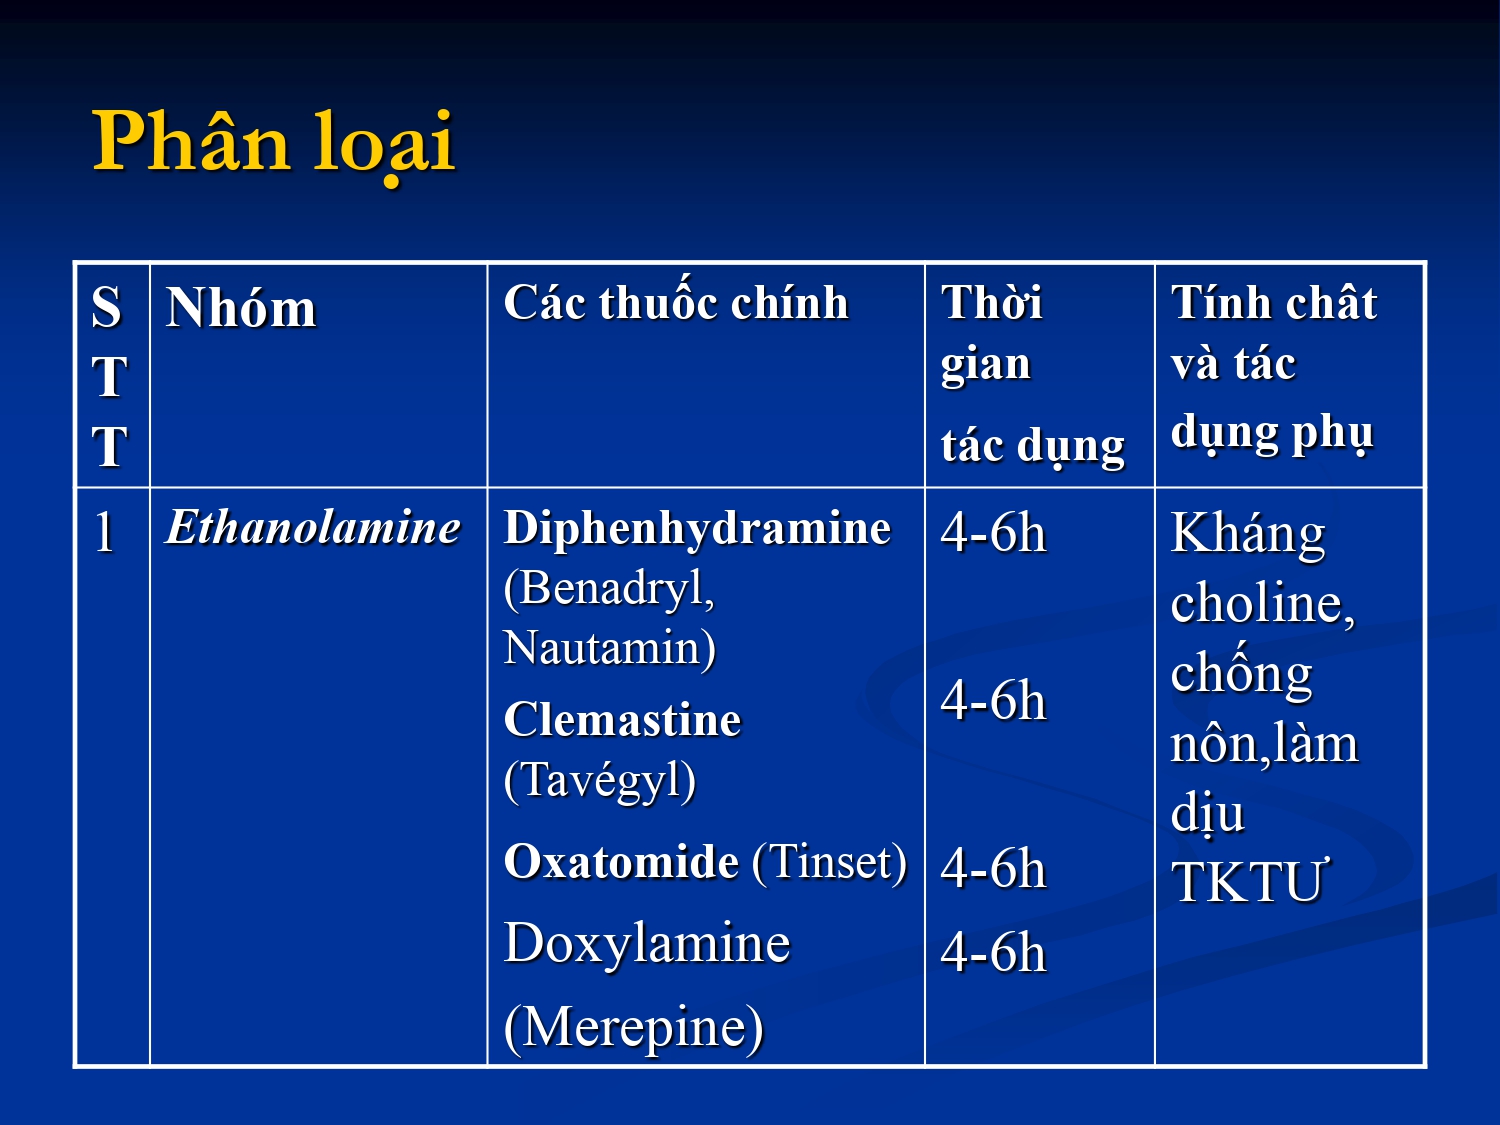 Phân loại
S
T
T
Nhóm
Các thuốc chính
Thời
gian
tác dụng
Tính chât
và tác
dụng phụ
1
Ethanolamine
Diphenhydramine
(Benadryl,
Nautamin)
Clemastine
(Tavégyl)
Oxatomide (Tinset)
Doxylamine
(Merepine)
4-6h
4-6h
4-6h
4-6h
Kháng
choline,
chống
nôn,làm
dịu
TKTƯ